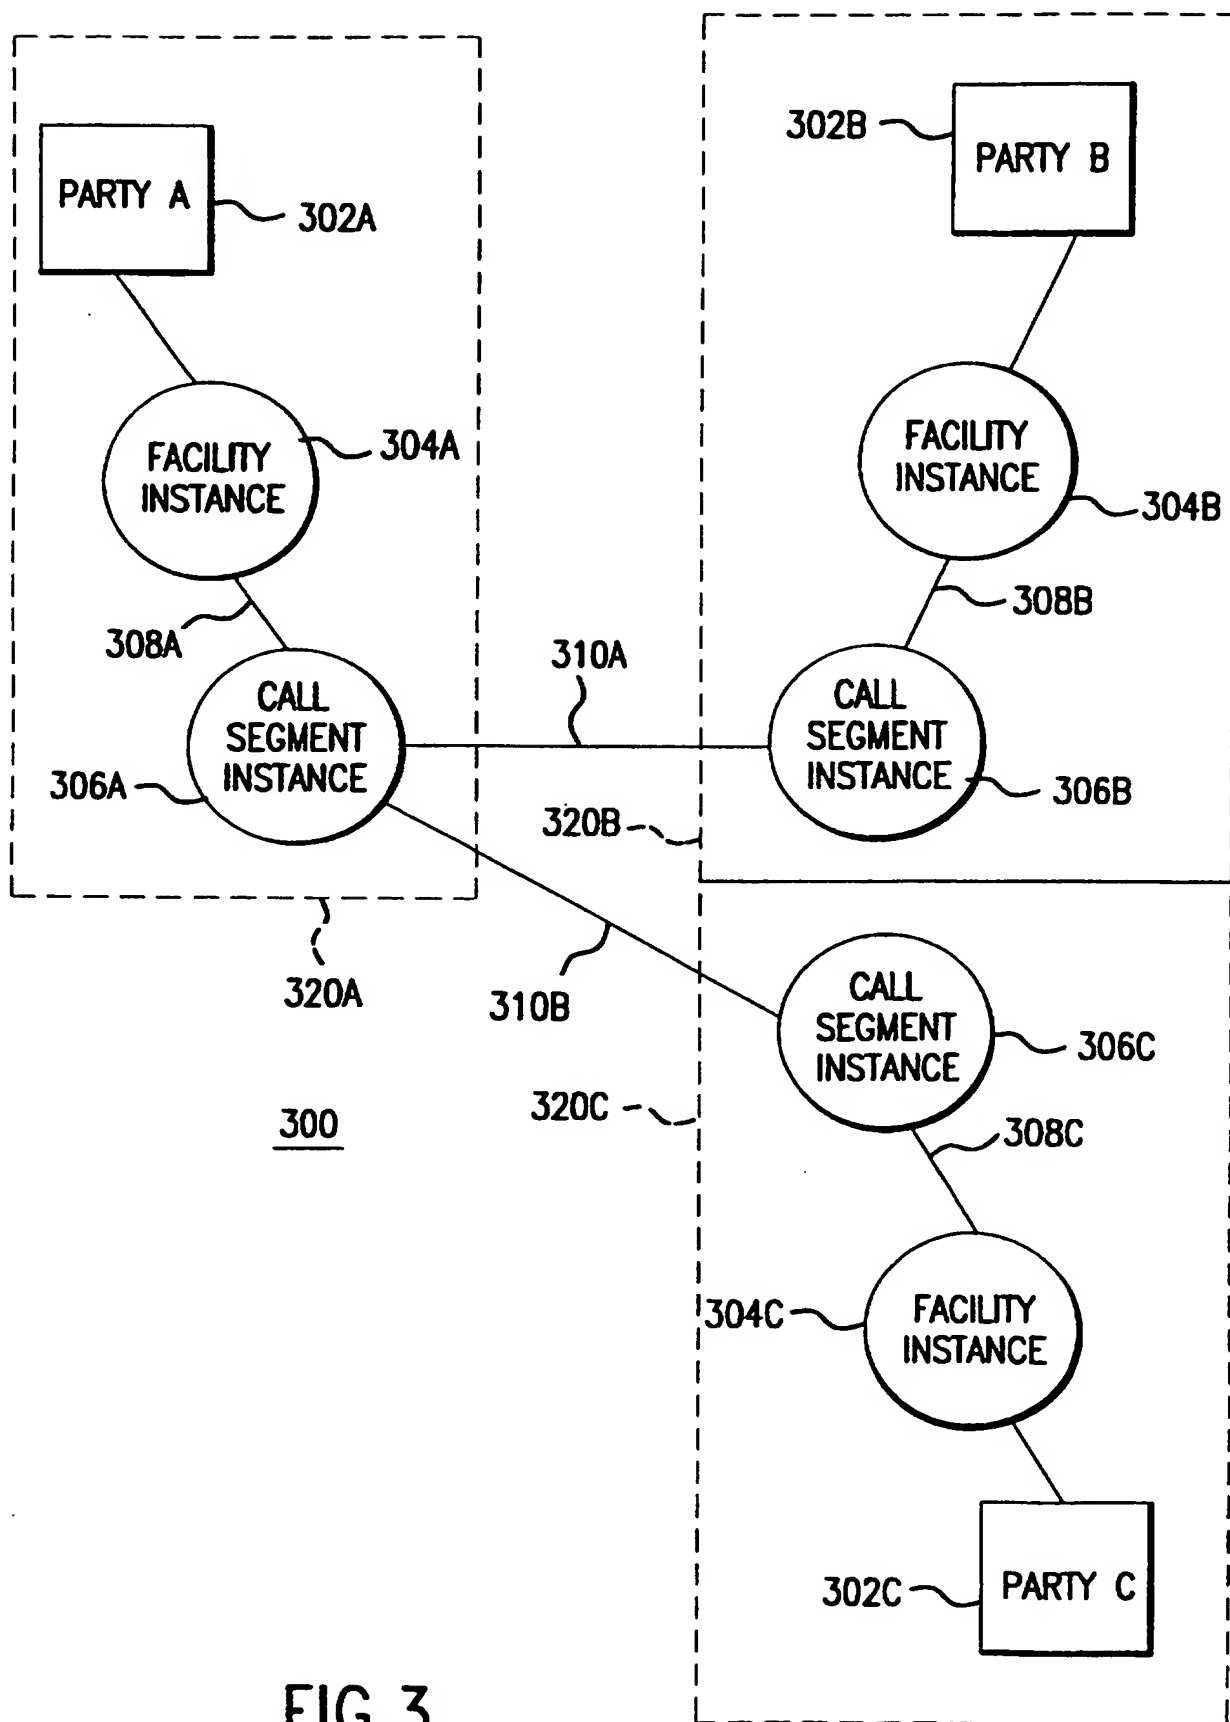 PARTY A
302A
FACILITY
INSTANCE
304A
308A
CALL
SEGMENT
INSTANCE
306A
320A
310A
310B
300
302B
PARTY B
FACILITY
INSTANCE
304B
308B
CALL
SEGMENT
INSTANCE
306B
320B
CALL
SEGMENT
INSTANCE
306C
320C
308C
304C
FACILITY
INSTANCE
302C
PARTY C
FIG.3